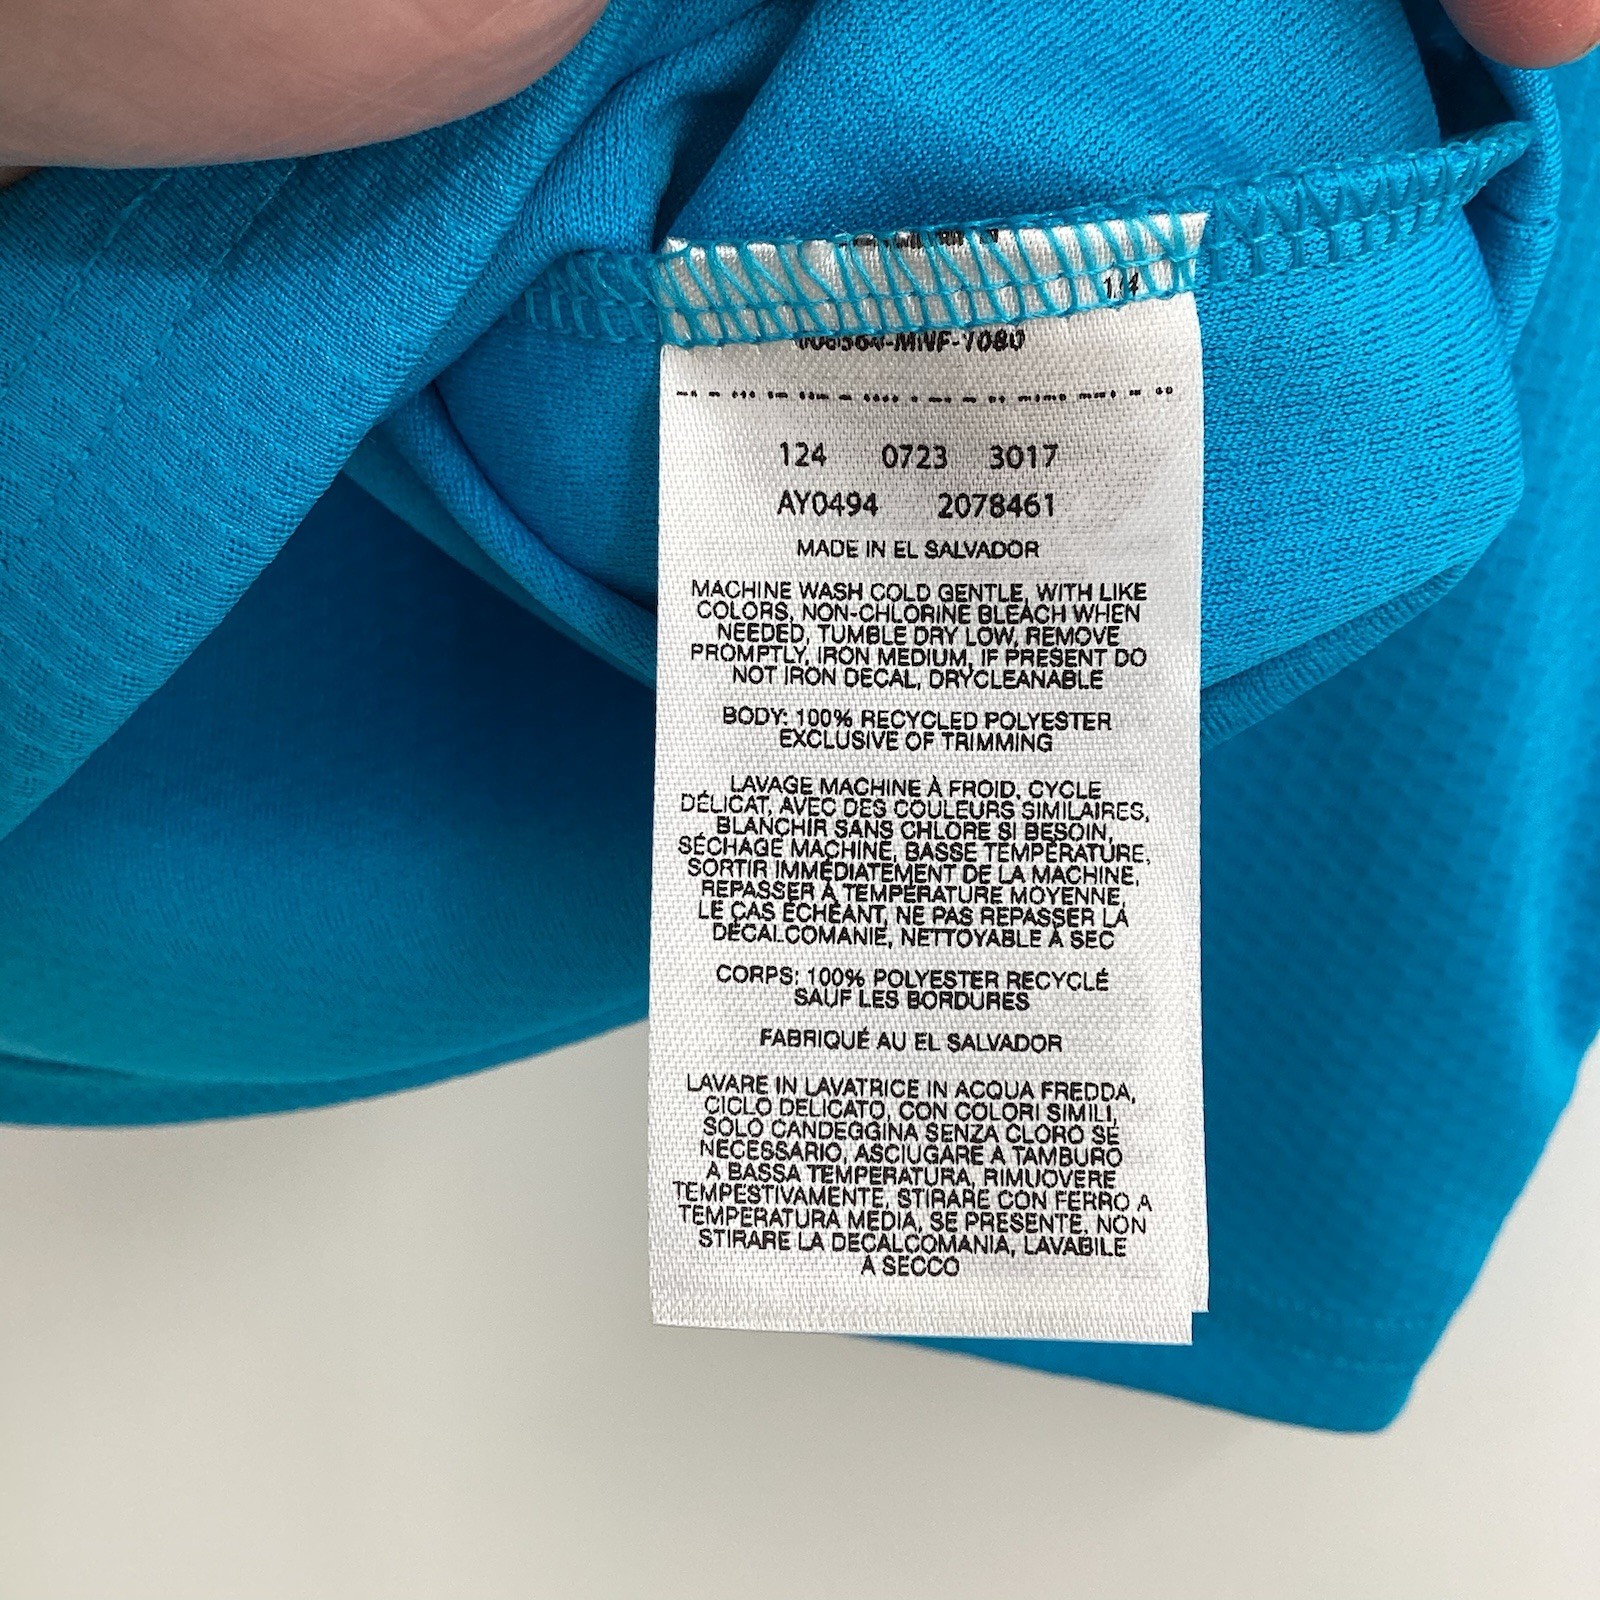 124 0723 3017
AY0494 2078461
MADE IN EL SALVADOR
MACHINE WASH COLD GENTLE, WITH LIKE
COLORS, NON-CHLORINE BLEACH WHEN
NEEDED, TUMBLE DRY LOW, REMOVE
PROMPTLY, IRON MEDIUM, IF PRESENT DO
NOT IRON DECAL, DRYCLEANABLE
BODY: 100% RECYCLED POLYESTER
EXCLUSIVE OF TRIMMING
LAVAGE MACHINE À FROID, CYCLE
DÉLICAT, AVEC DES COULEURS SIMILAIRES,
BLANCHIR SANS CHLORE SI BESOIN,
SÉCHAGE MACHINE, BASSE TEMPÉRATURE,
SORTIR IMMÉDIATEMENT DE LA MACHINE,
REPASSER À TEMPÉRATURE MOYENNE,
LE CAS ÉCHÉANT, NE PAS REPASSER LA
DÉCALCOMANIE, NETTOYABLE À SEC
CORPS: 100% POLYESTER RECYCLÉ
SAUF LES BORDURES
FABRIQUÉ AU EL SALVADOR
LAVARE IN LAVATRICE IN ACQUA FREDDA,
CICLO DELICATO, CON COLORI SIMILI,
SOLO CANDEGGINA SENZA CLORO SE
NECESSARIO, ASCIUGARE A TAMBURO
A BASSA TEMPERATURA, RIMUOVERE
TEMPESTIVAMENTE, STIRARE CON FERRO A
TEMPERATURA MEDIA, SE PRESENTE, NON
STIRARE LA DECALCOMANIA, LAVABILE
A SECCO